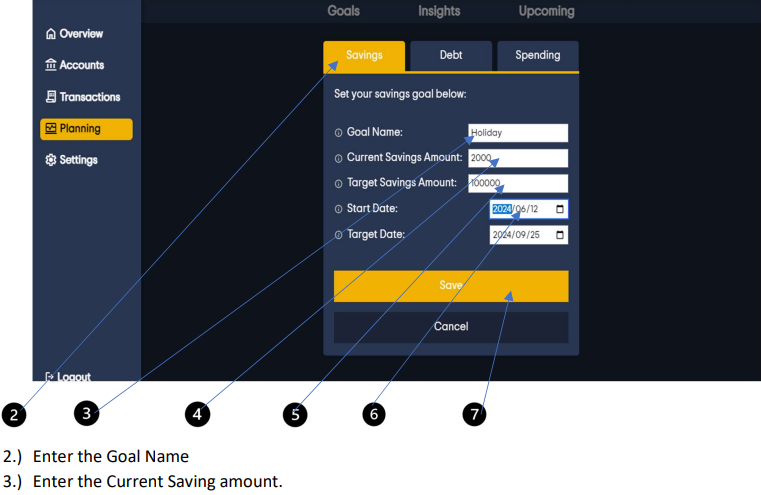 Goals Insights Upcoming
Overview
Accounts
Transactions
Planning
Settings
Logout
Savings Debt Spending
Set your savings goal below:
Goal Name: Holiday
Current Savings Amount: 2000
Target Savings Amount: 100000
Start Date: 2024/06/12
Target Date: 2024/09/25
Save
Cancel
2 3 4 5 6 7
2.) Enter the Goal Name
3.) Enter the Current Saving amount.